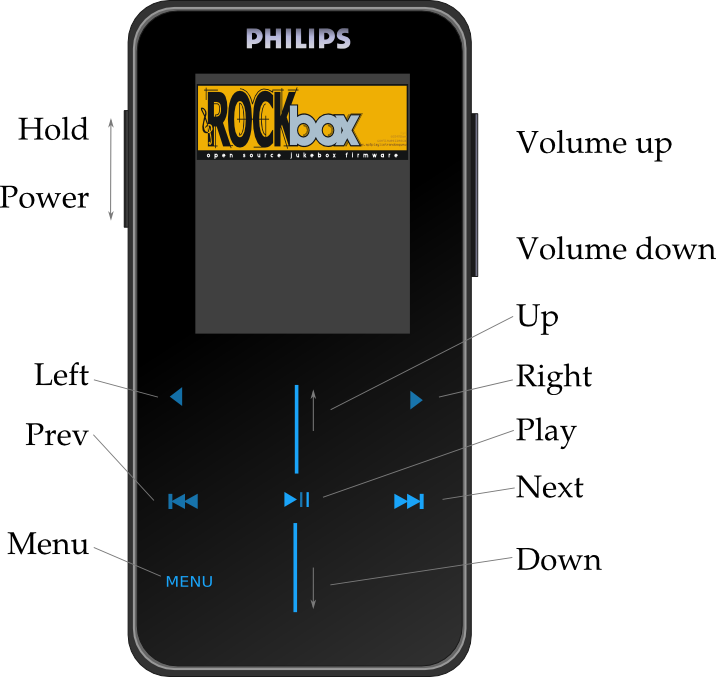 PHILIPS
ROCKbox
open source jukebox firmware
Hold
Power
Volume up
Volume down
Up
Left
Right
Prev
Play
Next
Menu
Down
MENU